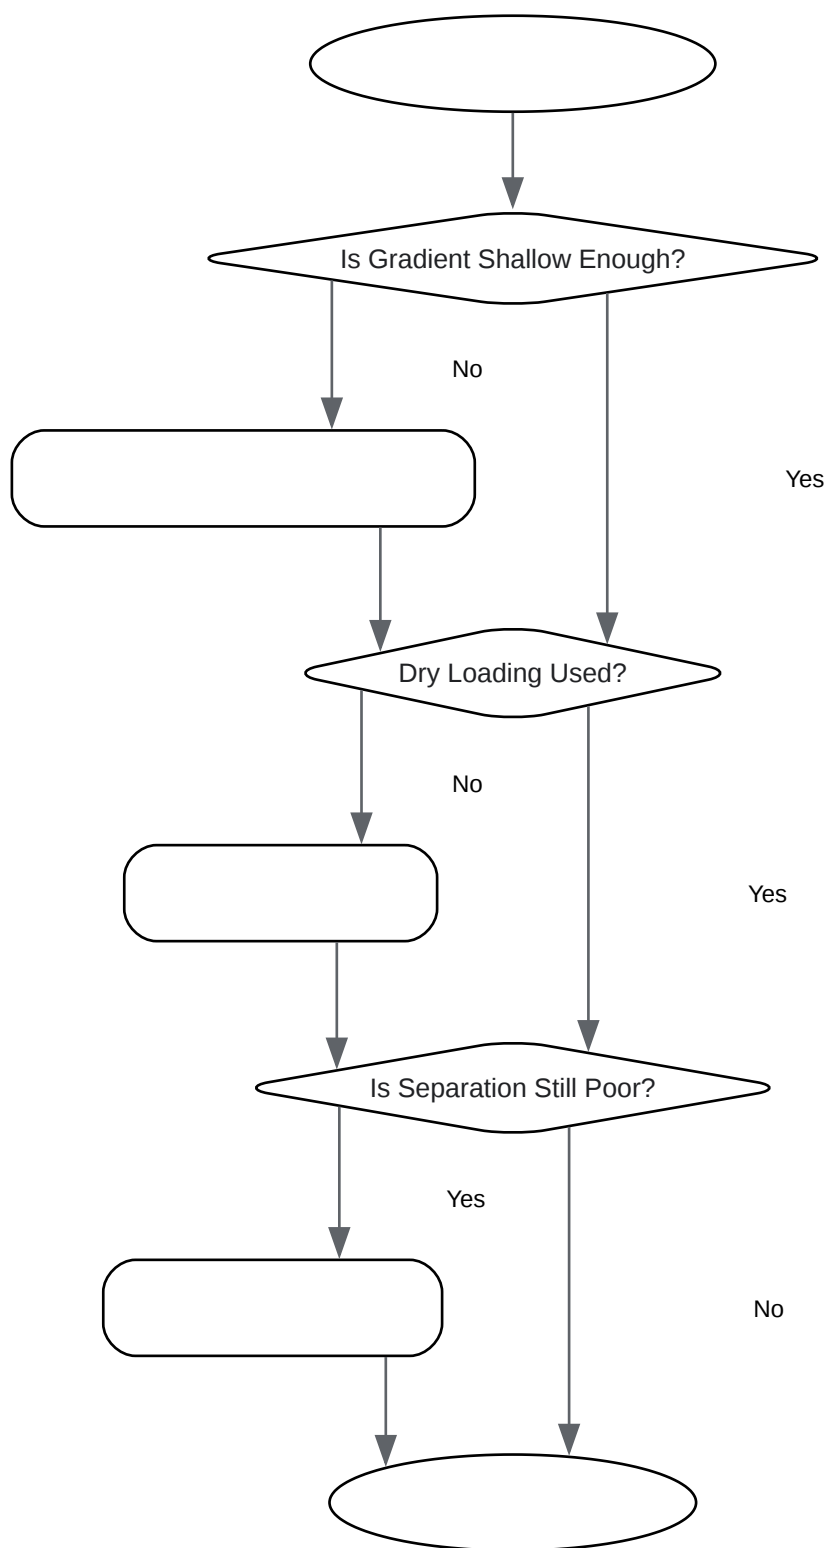 Is Gradient Shallow Enough?
No
Yes
Dry Loading Used?
No
Yes
Is Separation Still Poor?
Yes
No